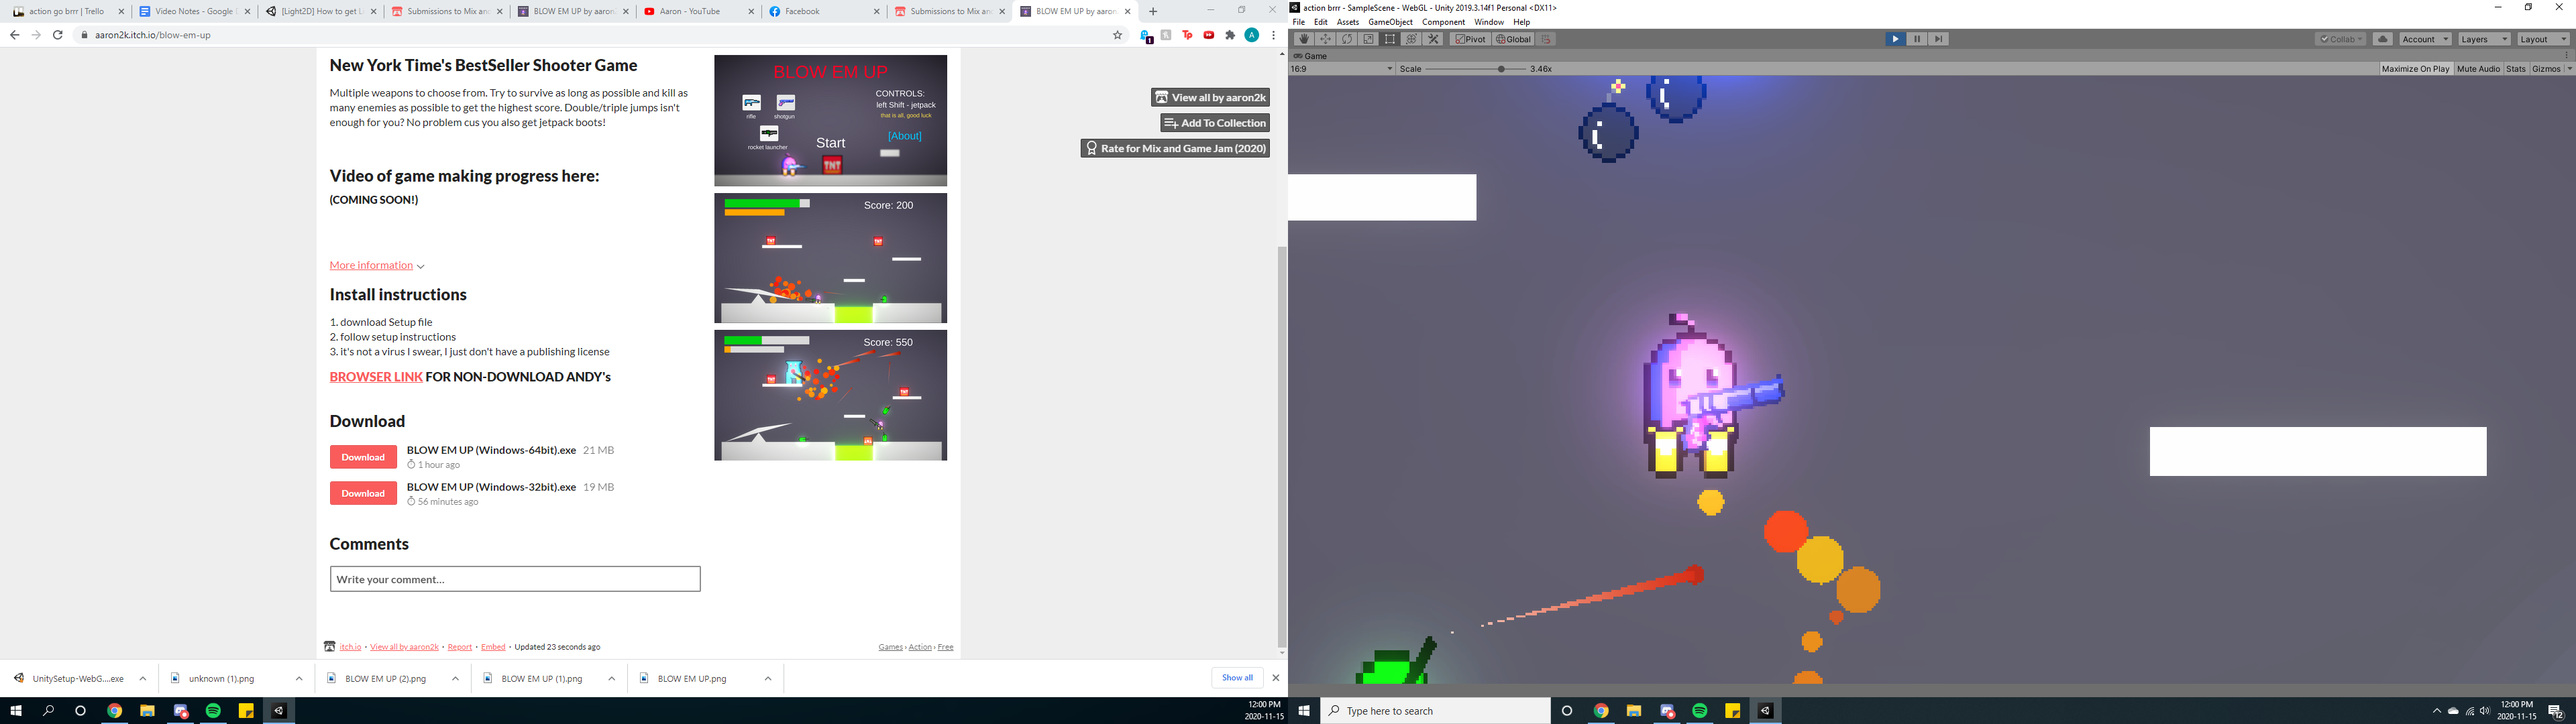 action go brrr | Trello
Video Notes - Google
[Light2D] How to get
Submissions to Mix and
BLOW EM UP by aaron
Aaron - YouTube
Facebook
Submissions to Mix and
BLOW EM UP by aaron
aaron2k.itch.io/blow-em-up
New York Time's BestSeller Shooter Game
Multiple weapons to choose from. Try to survive as long as possible and kill as
many enemies as possible to get the highest score. Double/triple jumps isn't
enough for you? No problem cus you also get jetpack boots!
Video of game making progress here:
(COMING SOON!)
More information
Install instructions
1. download Setup file
2. follow setup instructions
3. it's not a virus I swear, I just don't have a publishing license
BROWSER LINK FOR NON-DOWNLOAD ANDY's
Download
Download BLOW EM UP (Windows-64bit).exe 21 MB
1 hour ago
Download BLOW EM UP (Windows-32bit).exe 19 MB
56 minutes ago
Comments
Write your comment...
BLOW EM UP
CONTROLS:
left Shift - jetpack
that is all, good luck
rifle shotgun
rocket launcher
Start
[About]
TNT
Score: 200
Score: 550
View all by aaron2k
Add To Collection
Rate for Mix and Game Jam (2020)
itch.io · View all by aaron2k · Report · Embed · Updated 23 seconds ago
Games › Action › Free
UnitySetup-WebG....exe
unknown (1).png
BLOW EM UP (2).png
BLOW EM UP (1).png
BLOW EM UP.png
Show all
12:00 PM
2020-11-15
action brrr - SampleScene - WebGL - Unity 2019.3.14f1 Personal <DX11>
File Edit Assets GameObject Component Window Help
Pivot Global
Collab Account Layers Layout
Game
16:9 Scale 3.46x
Maximize On Play Mute Audio Stats Gizmos
Type here to search
12:00 PM
2020-11-15